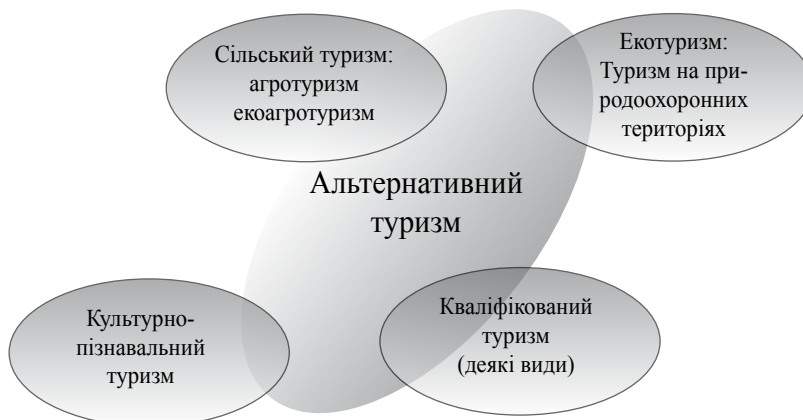 Сільський туризм:
агротуризм
екоагротуризм
Екотуризм:
Туризм на при-
родоохоронних
територіях
Альтернативний
туризм
Культурно-
пізнавальний
туризм
Кваліфікований
туризм
(деякі види)